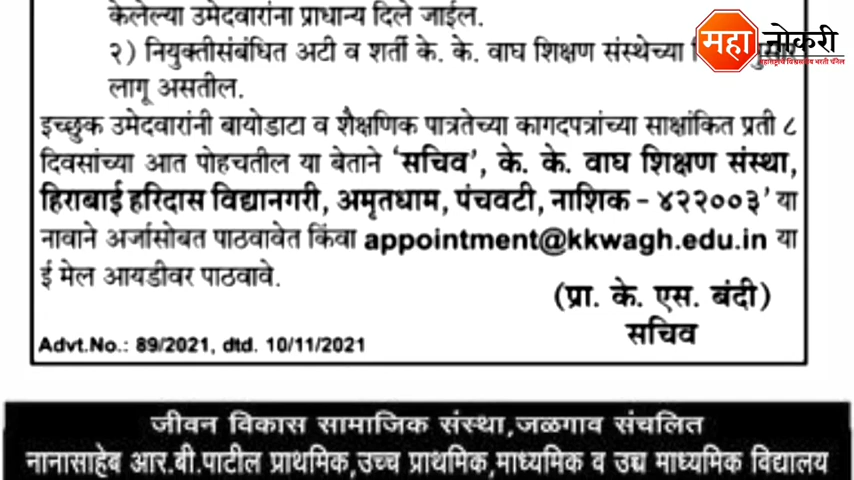 केलेल्या उमेदवारांना प्राधान्य दिले जाईल.
महा नोकरी
२) नियुक्तीसंबंधित अटी व शर्ती के. के. वाघ शिक्षण संस्थेच्या
लागू असतील.
इच्छुक उमेदवारांनी बायोडाटा व शैक्षणिक पात्रतेच्या कागदपत्रांच्या साक्षांकित प्रती ८
दिवसांच्या आत पोहचतील या बेताने ‘सचिव’, के. के. वाघ शिक्षण संस्था,
हिराबाई हरिदास विद्यानगरी, अमृतधाम, पंचवटी, नाशिक - ४२२००३’ या
नावाने अर्जासोबत पाठवावेत किंवा appointment@kkwagh.edu.in या
ई मेल आयडीवर पाठवावे.
(प्रा. के. एस. बंदी)
सचिव
Advt.No.: 89/2021, dtd. 10/11/2021
जीवन विकास सामाजिक संस्था,जळगाव संचलित
नानासाहेब आर.बी.पाटील प्राथमिक,उच्च प्राथमिक,माध्यमिक व उच्च माध्यमिक विद्यालय